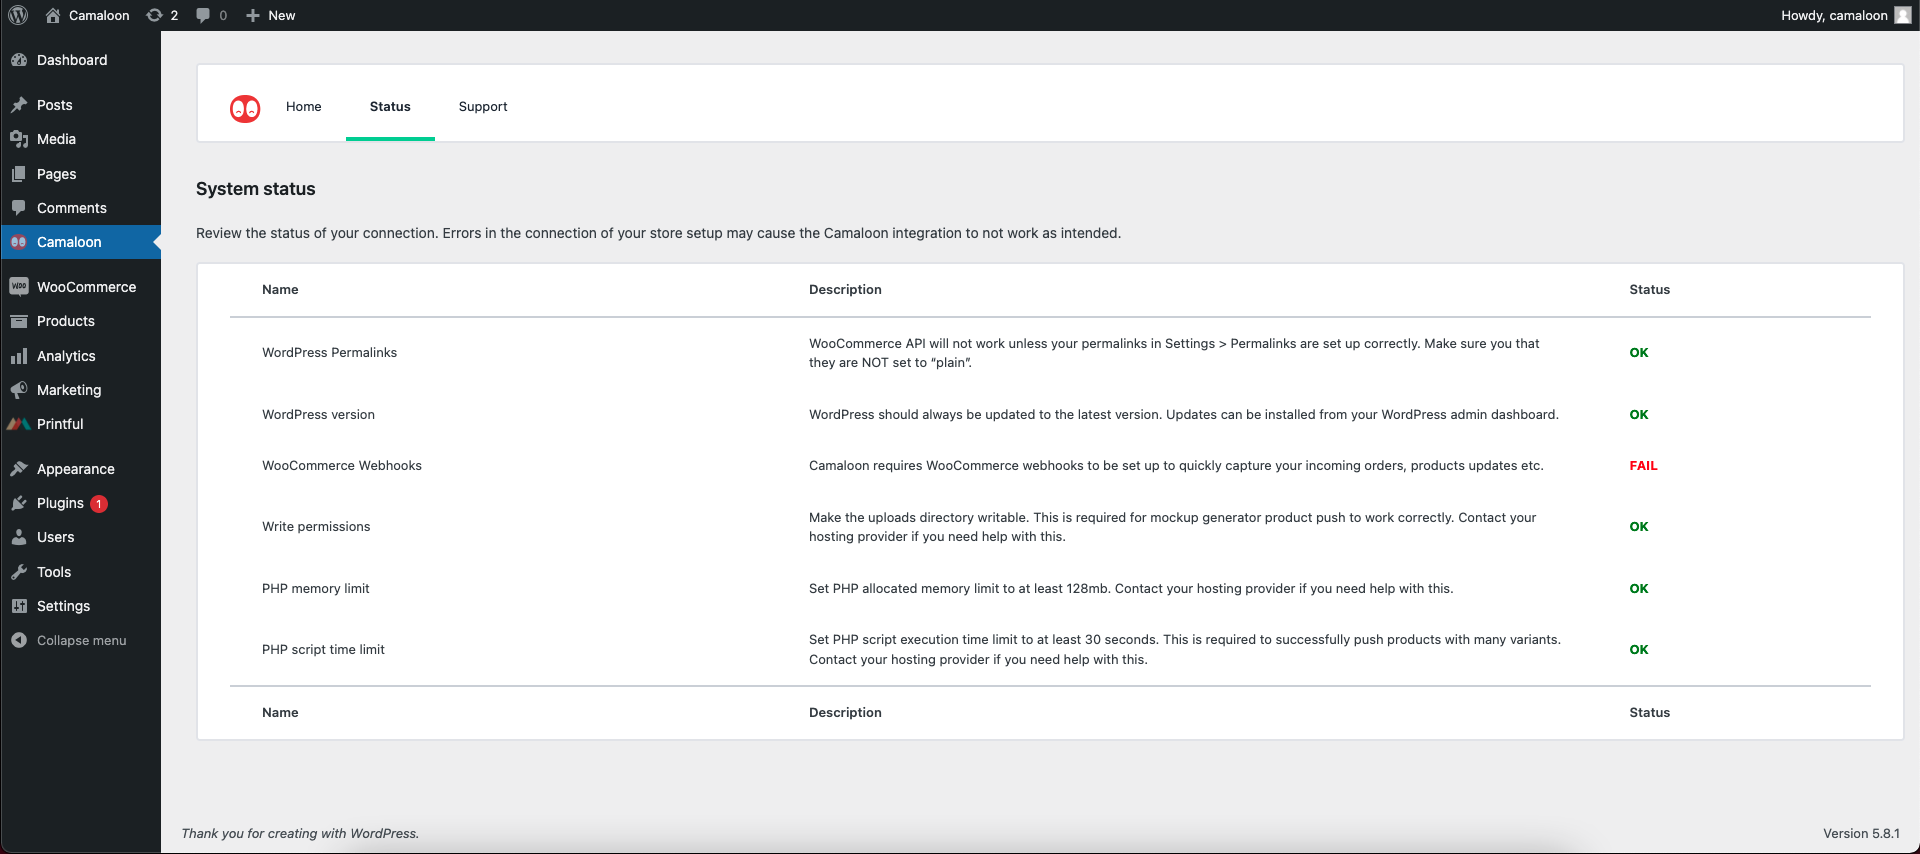 Camaloon
2
0
New
Howdy, camaloon
Dashboard
Posts
Media
Pages
Comments
Camaloon
WooCommerce
Products
Analytics
Marketing
Printful
Appearance
Plugins 1
Users
Tools
Settings
Collapse menu
Home
Status
Support
System status
Review the status of your connection. Errors in the connection of your store setup may cause the Camaloon integration to not work as intended.
Name
Description
Status
WordPress Permalinks
WooCommerce API will not work unless your permalinks in Settings > Permalinks are set up correctly. Make sure you that
they are NOT set to “plain”.
OK
WordPress version
WordPress should always be updated to the latest version. Updates can be installed from your WordPress admin dashboard.
OK
WooCommerce Webhooks
Camaloon requires WooCommerce webhooks to be set up to quickly capture your incoming orders, products updates etc.
FAIL
Write permissions
Make the uploads directory writable. This is required for mockup generator product push to work correctly. Contact your
hosting provider if you need help with this.
OK
PHP memory limit
Set PHP allocated memory limit to at least 128mb. Contact your hosting provider if you need help with this.
OK
PHP script time limit
Set PHP script execution time limit to at least 30 seconds. This is required to successfully push products with many variants.
Contact your hosting provider if you need help with this.
OK
Name
Description
Status
Thank you for creating with WordPress.
Version 5.8.1